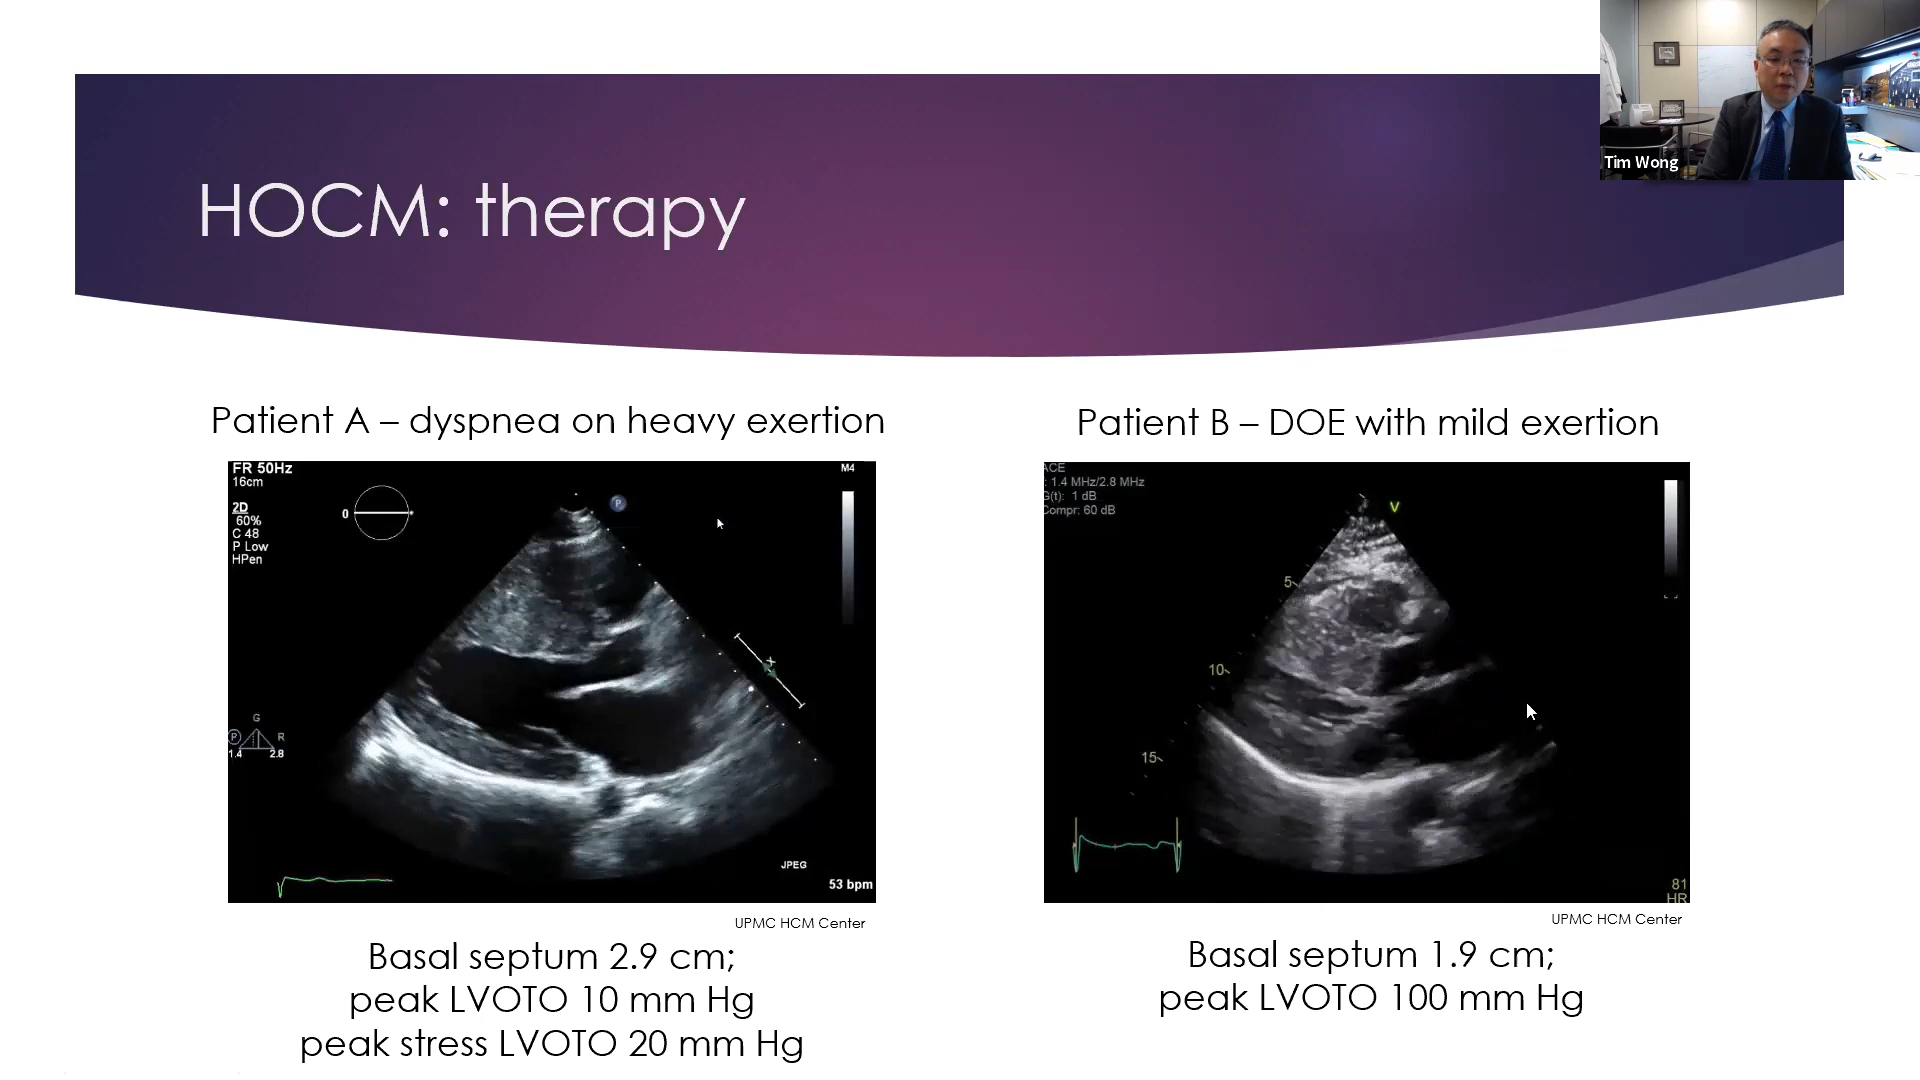 Tim Wong
HOCM: therapy
Patient A – dyspnea on heavy exertion
FR 50Hz
16cm
2D
60%
C 48
P Low
HPen
0
P
M4
G
P
R
1.4
2.8
JPEG
53 bpm
UPMC HCM Center
Basal septum 2.9 cm;
peak LVOTO 10 mm Hg
peak stress LVOTO 20 mm Hg
Patient B – DOE with mild exertion
ACE
: 1.4 MHz/2.8 MHz
G(t): 1 dB
Compr: 60 dB
V
5
10
15
81
HR
UPMC HCM Center
Basal septum 1.9 cm;
peak LVOTO 100 mm Hg